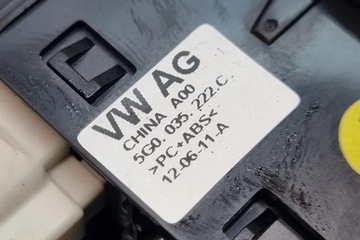 VW AG
CHINA A00
5G0. 035. 222.C
>PC+ABS<
12-06-11-A